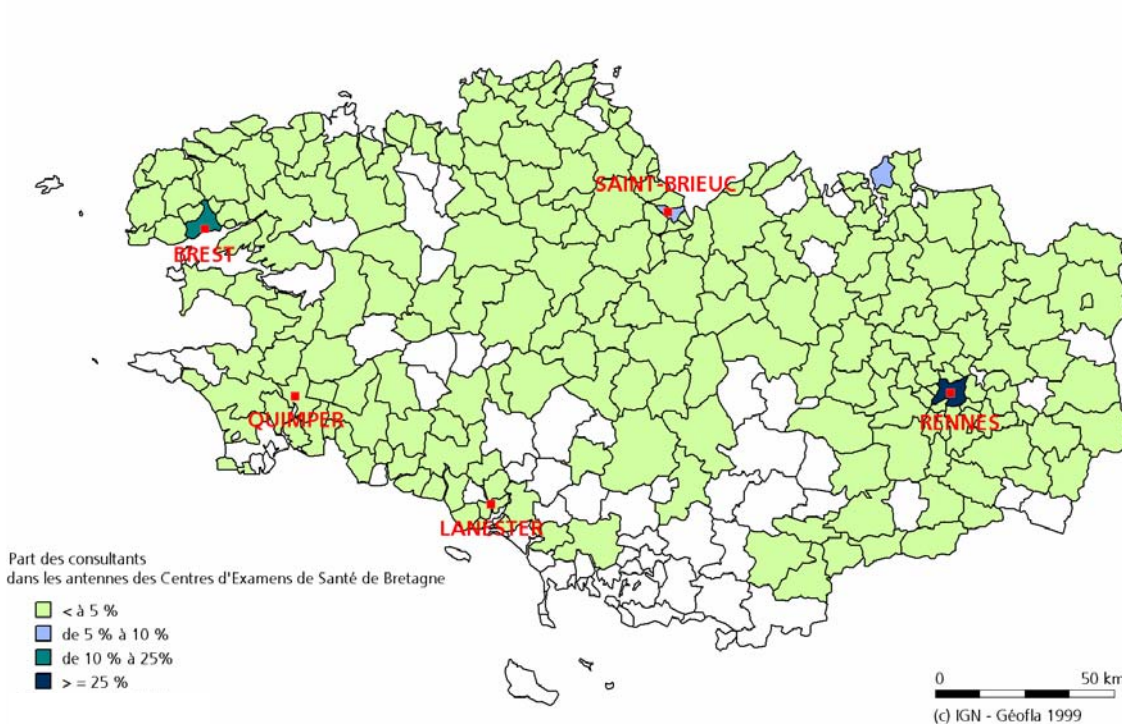 SAINT-BRIEUC
BREST
QUIMPER
RENNES
LANESTER
Part des consultants
dans les antennes des Centres d'Examens de Santé de Bretagne
< à 5 %
de 5 % à 10 %
de 10 % à 25%
> = 25 %
0 50 km
(c) IGN - Géofla 1999